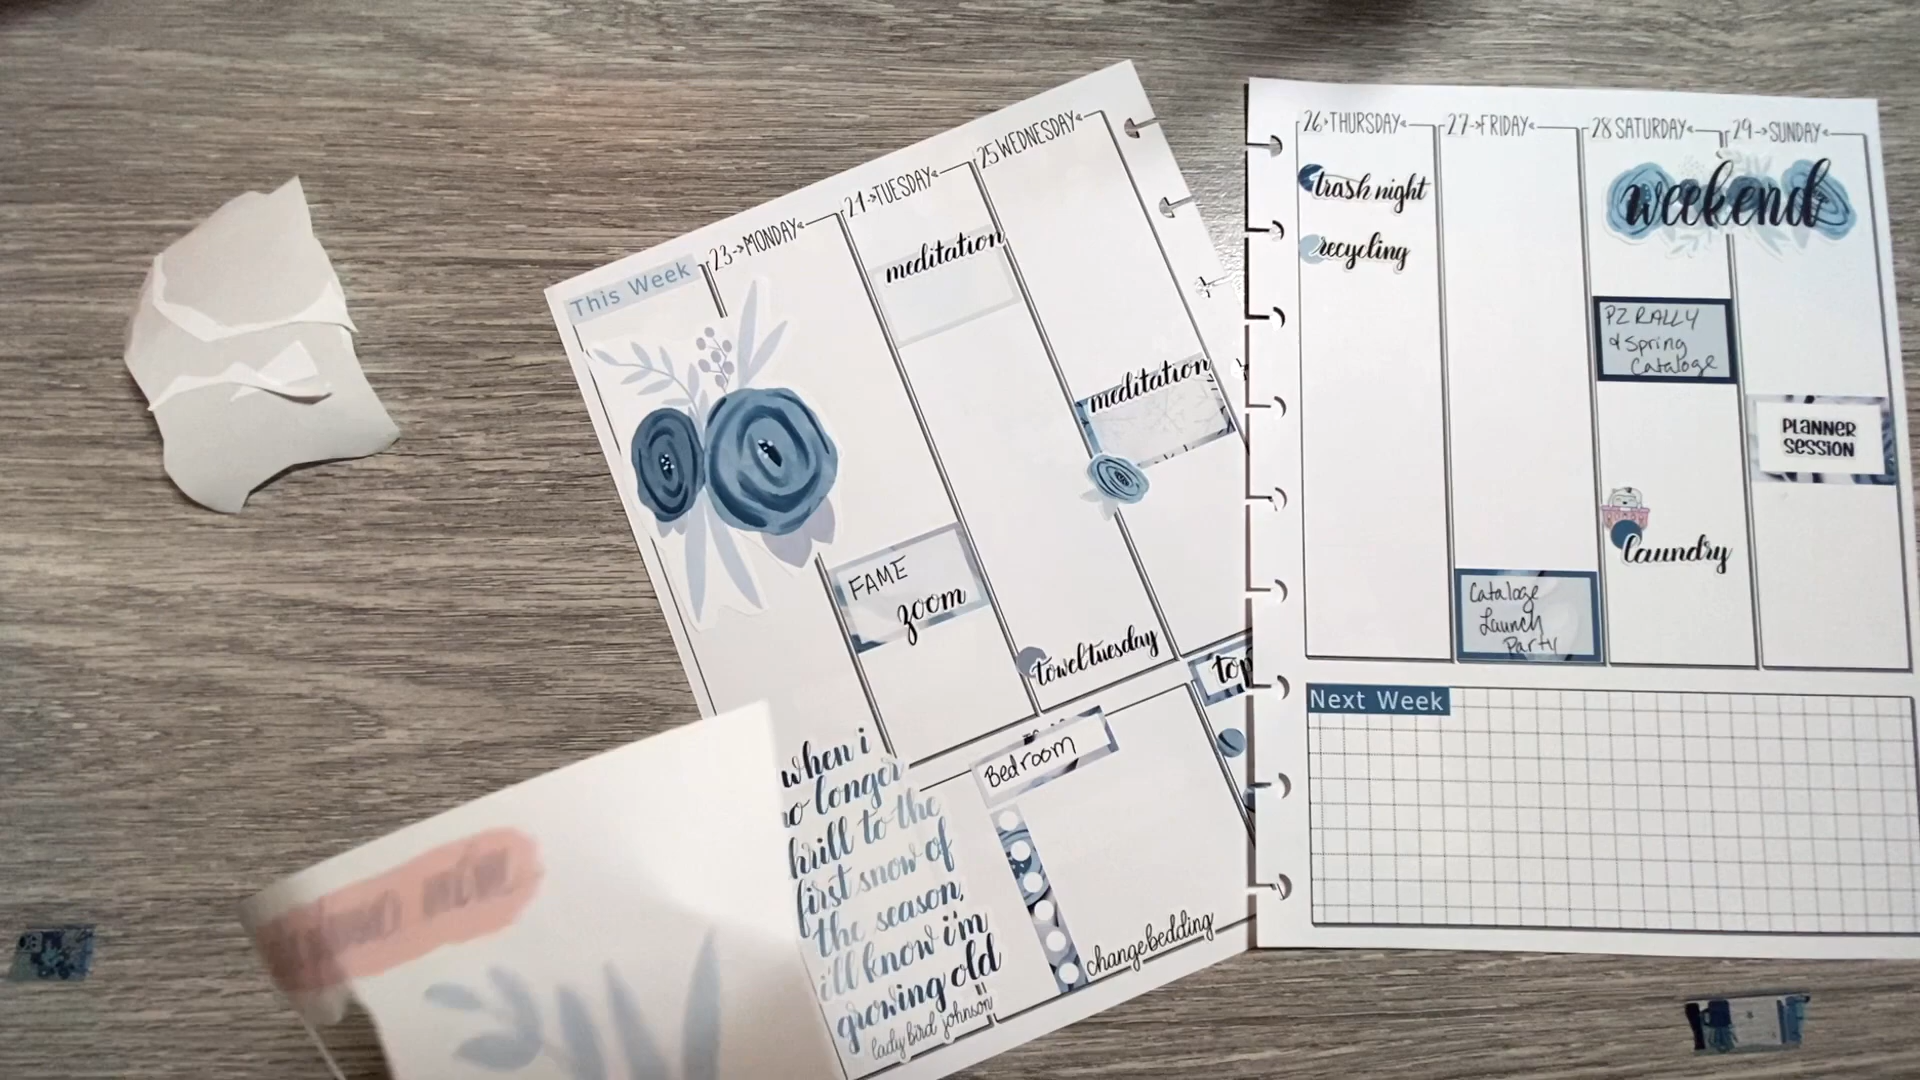 This Week
23→MONDAY
24→TUESDAY
25 WEDNESDAY
meditation
meditation
FAME
zoom
towel tuesday
when i
no longer
thrill to the
first snow of
the season,
i'll know i'm
growing old
lady bird johnson
Bedroom
change bedding
26→THURSDAY
27→FRIDAY
28 SATURDAY
29→SUNDAY
trash night
recycling
weekend
PZ RALLY
& Spring
Cataloge
PLANNER
SESSION
laundry
Cataloge
Launch
Party
Next Week